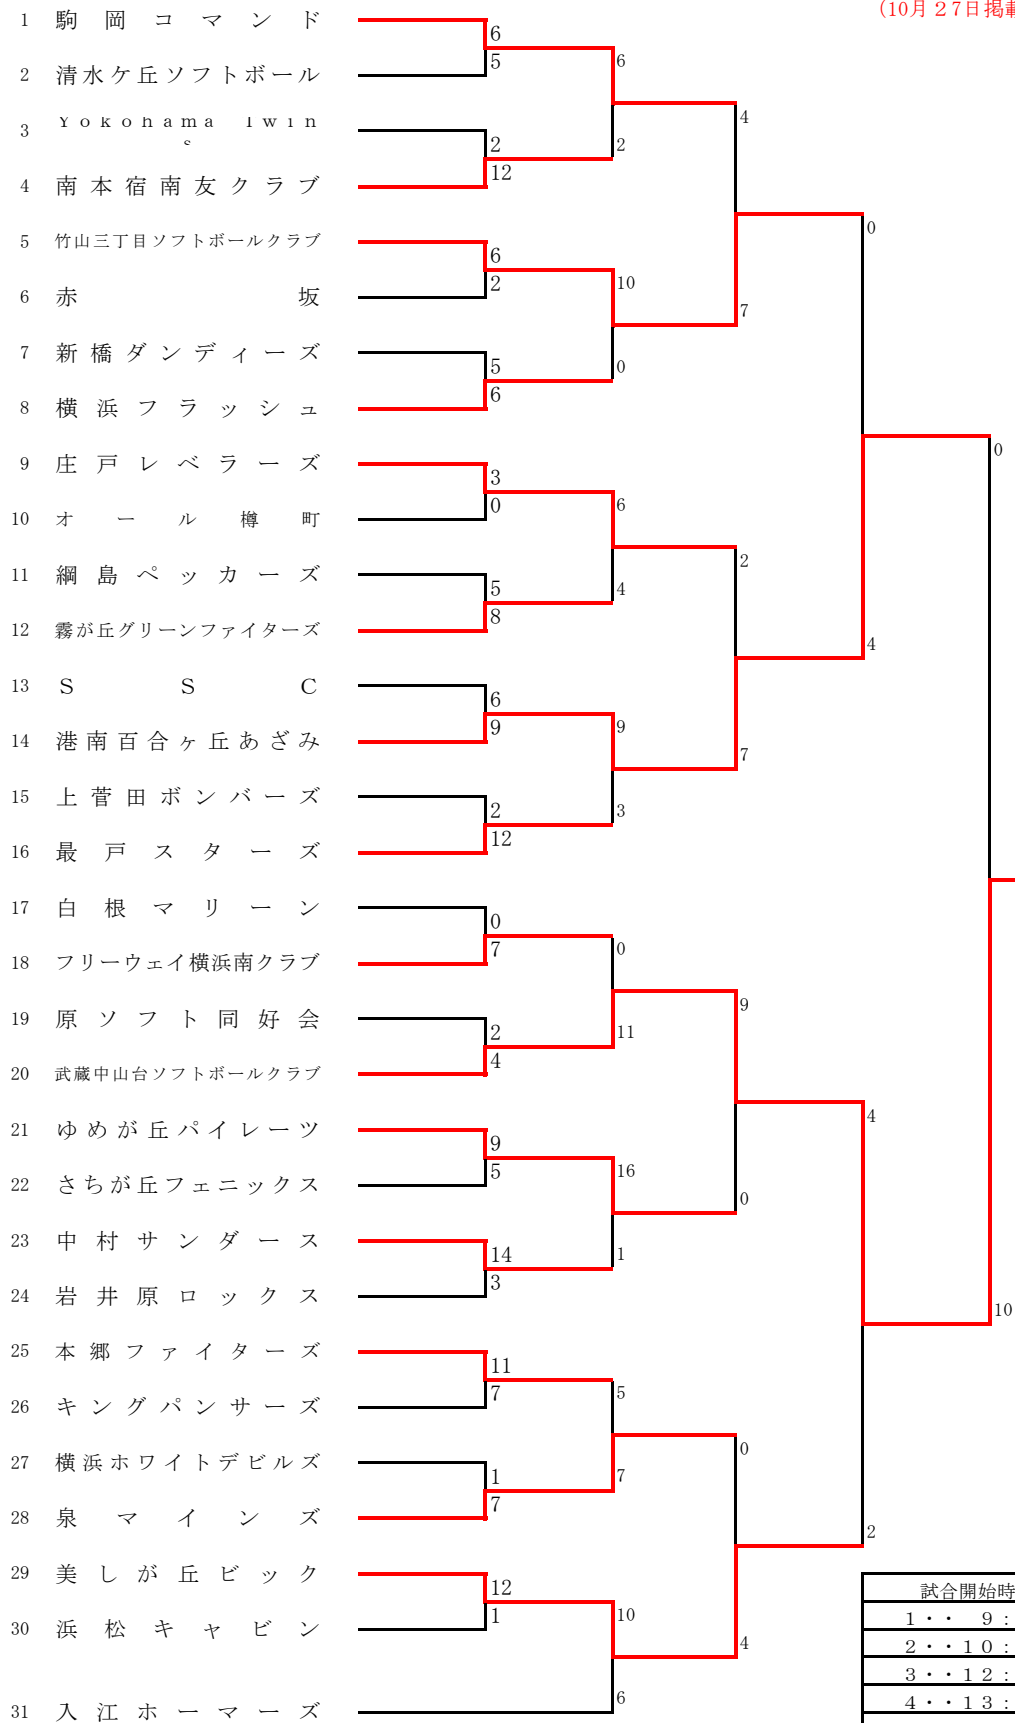 (10月２7日掲載
1 駒岡コマンド
6
5
2 清水ケ丘ソフトボール
6
3 Ｙｏｋｏｈａｍａ Ｔｗｉｎｓ
4
2
2
12
4 南本宿南友クラブ
5 竹山三丁目ソフトボールクラブ
0
6
2
10
6 赤坂
7
7 新橋ダンディーズ
5
6
0
8 横浜フラッシュ
9 庄戸レベラーズ
0
3
0
6
10 オール樽町
2
11 綱島ペッカーズ
5
8
4
12 霧が丘グリーンファイターズ
4
13 ＳＳＣ
6
9
9
14 港南百合ヶ丘あざみ
7
15 上菅田ボンバーズ
2
12
3
16 最戸スターズ
17 白根マリーン
0
7
0
18 フリーウェイ横浜南クラブ
9
19 原ソフト同好会
2
4
11
20 武蔵中山台ソフトボールクラブ
4
21 ゆめが丘パイレーツ
9
5
16
22 さちが丘フェニックス
0
23 中村サンダース
14
3
1
24 岩井原ロックス
10
25 本郷ファイターズ
11
7
5
26 キングパンサーズ
0
27 横浜ホワイトデビルズ
1
7
7
28 泉マインズ
2
29 美しが丘ビック
12
1
10
30 浜松キャビン
4
31 入江ホーマーズ
6
試合開始時
１・・ ９：
２・・１０：
３・・１２：
４・・１３：